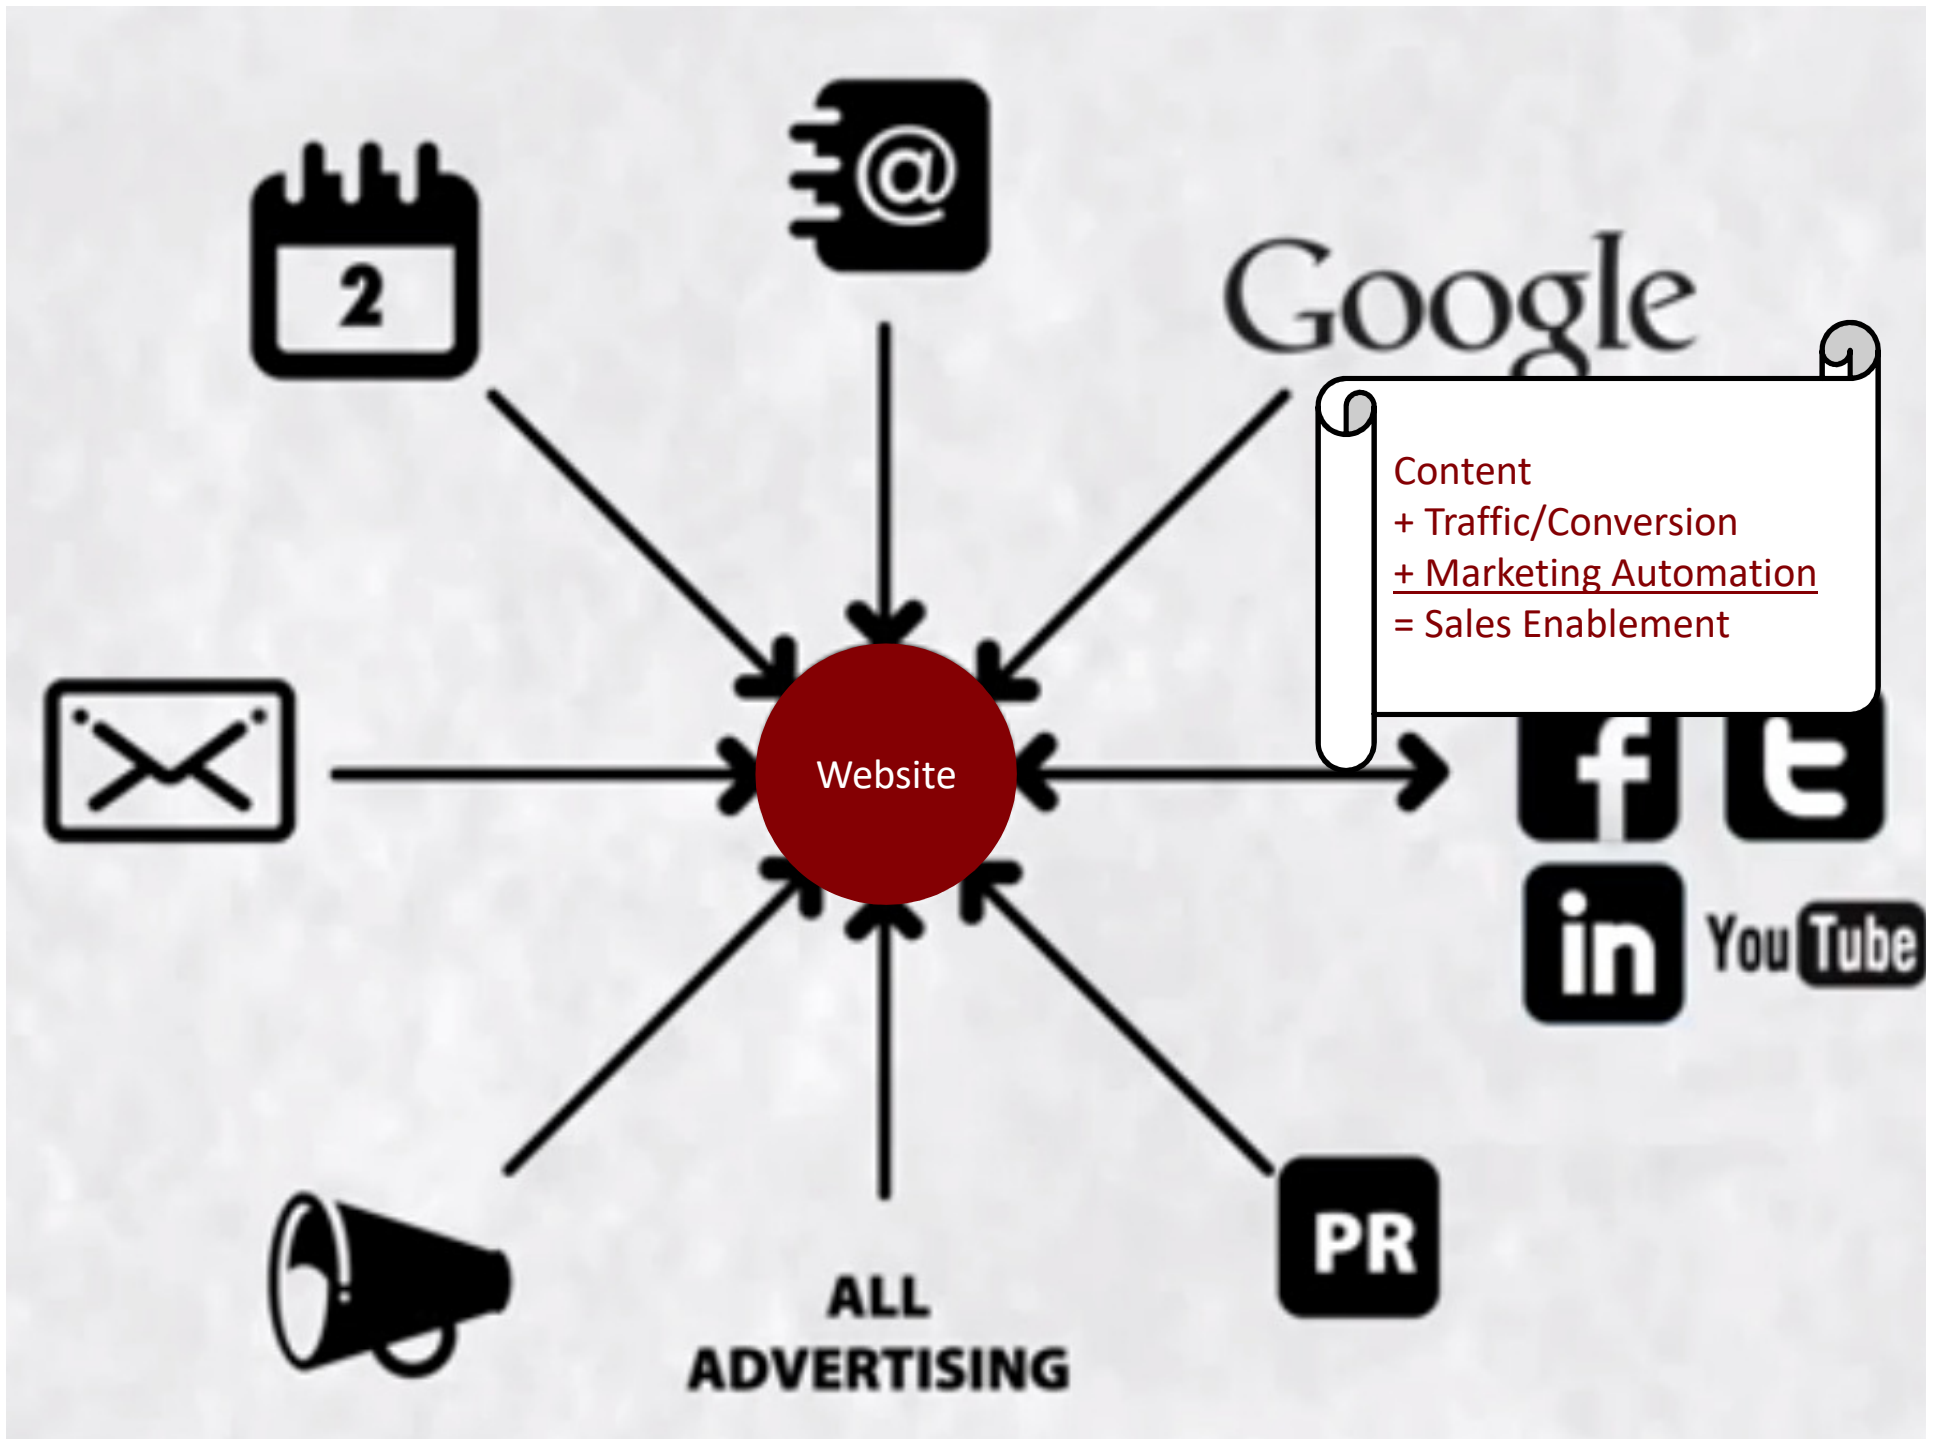 @
2
Google
Content
+ Traffic/Conversion
+ Marketing Automation
= Sales Enablement
Website
f t
in YouTube
PR
ALL
ADVERTISING